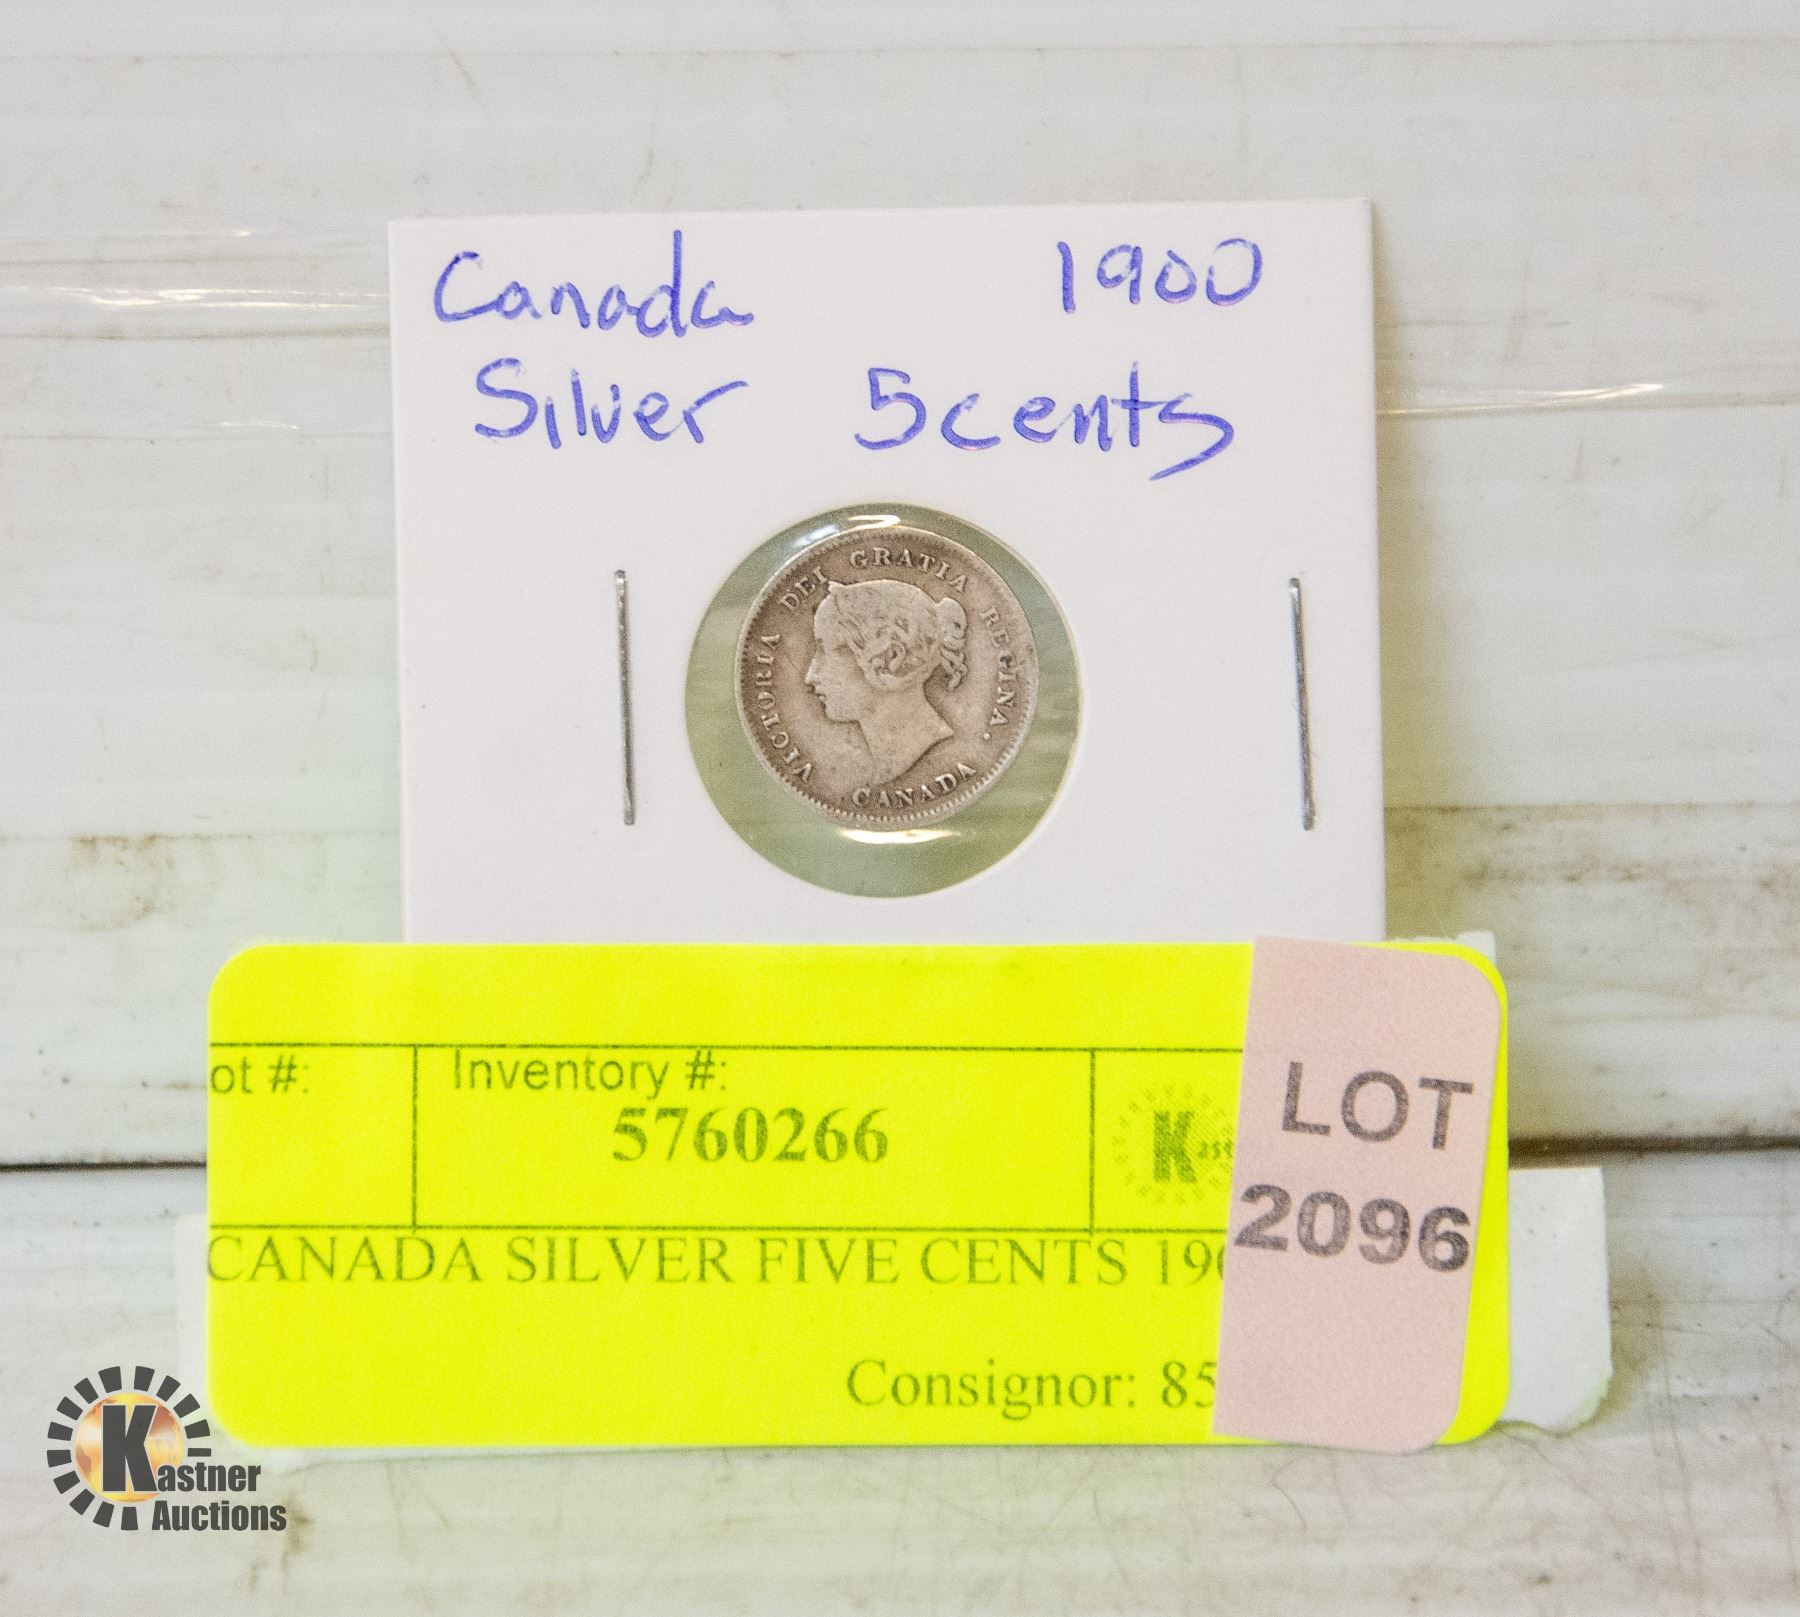 Canada 1900
Silver 5cents
VICTORIA DEI GRATIA REGINA.
CANADA
ot #:
Inventory #:
5760266
K
LOT
2096
CANADA SILVER FIVE CENTS 190
Consignor: 85
Kastner
Auctions